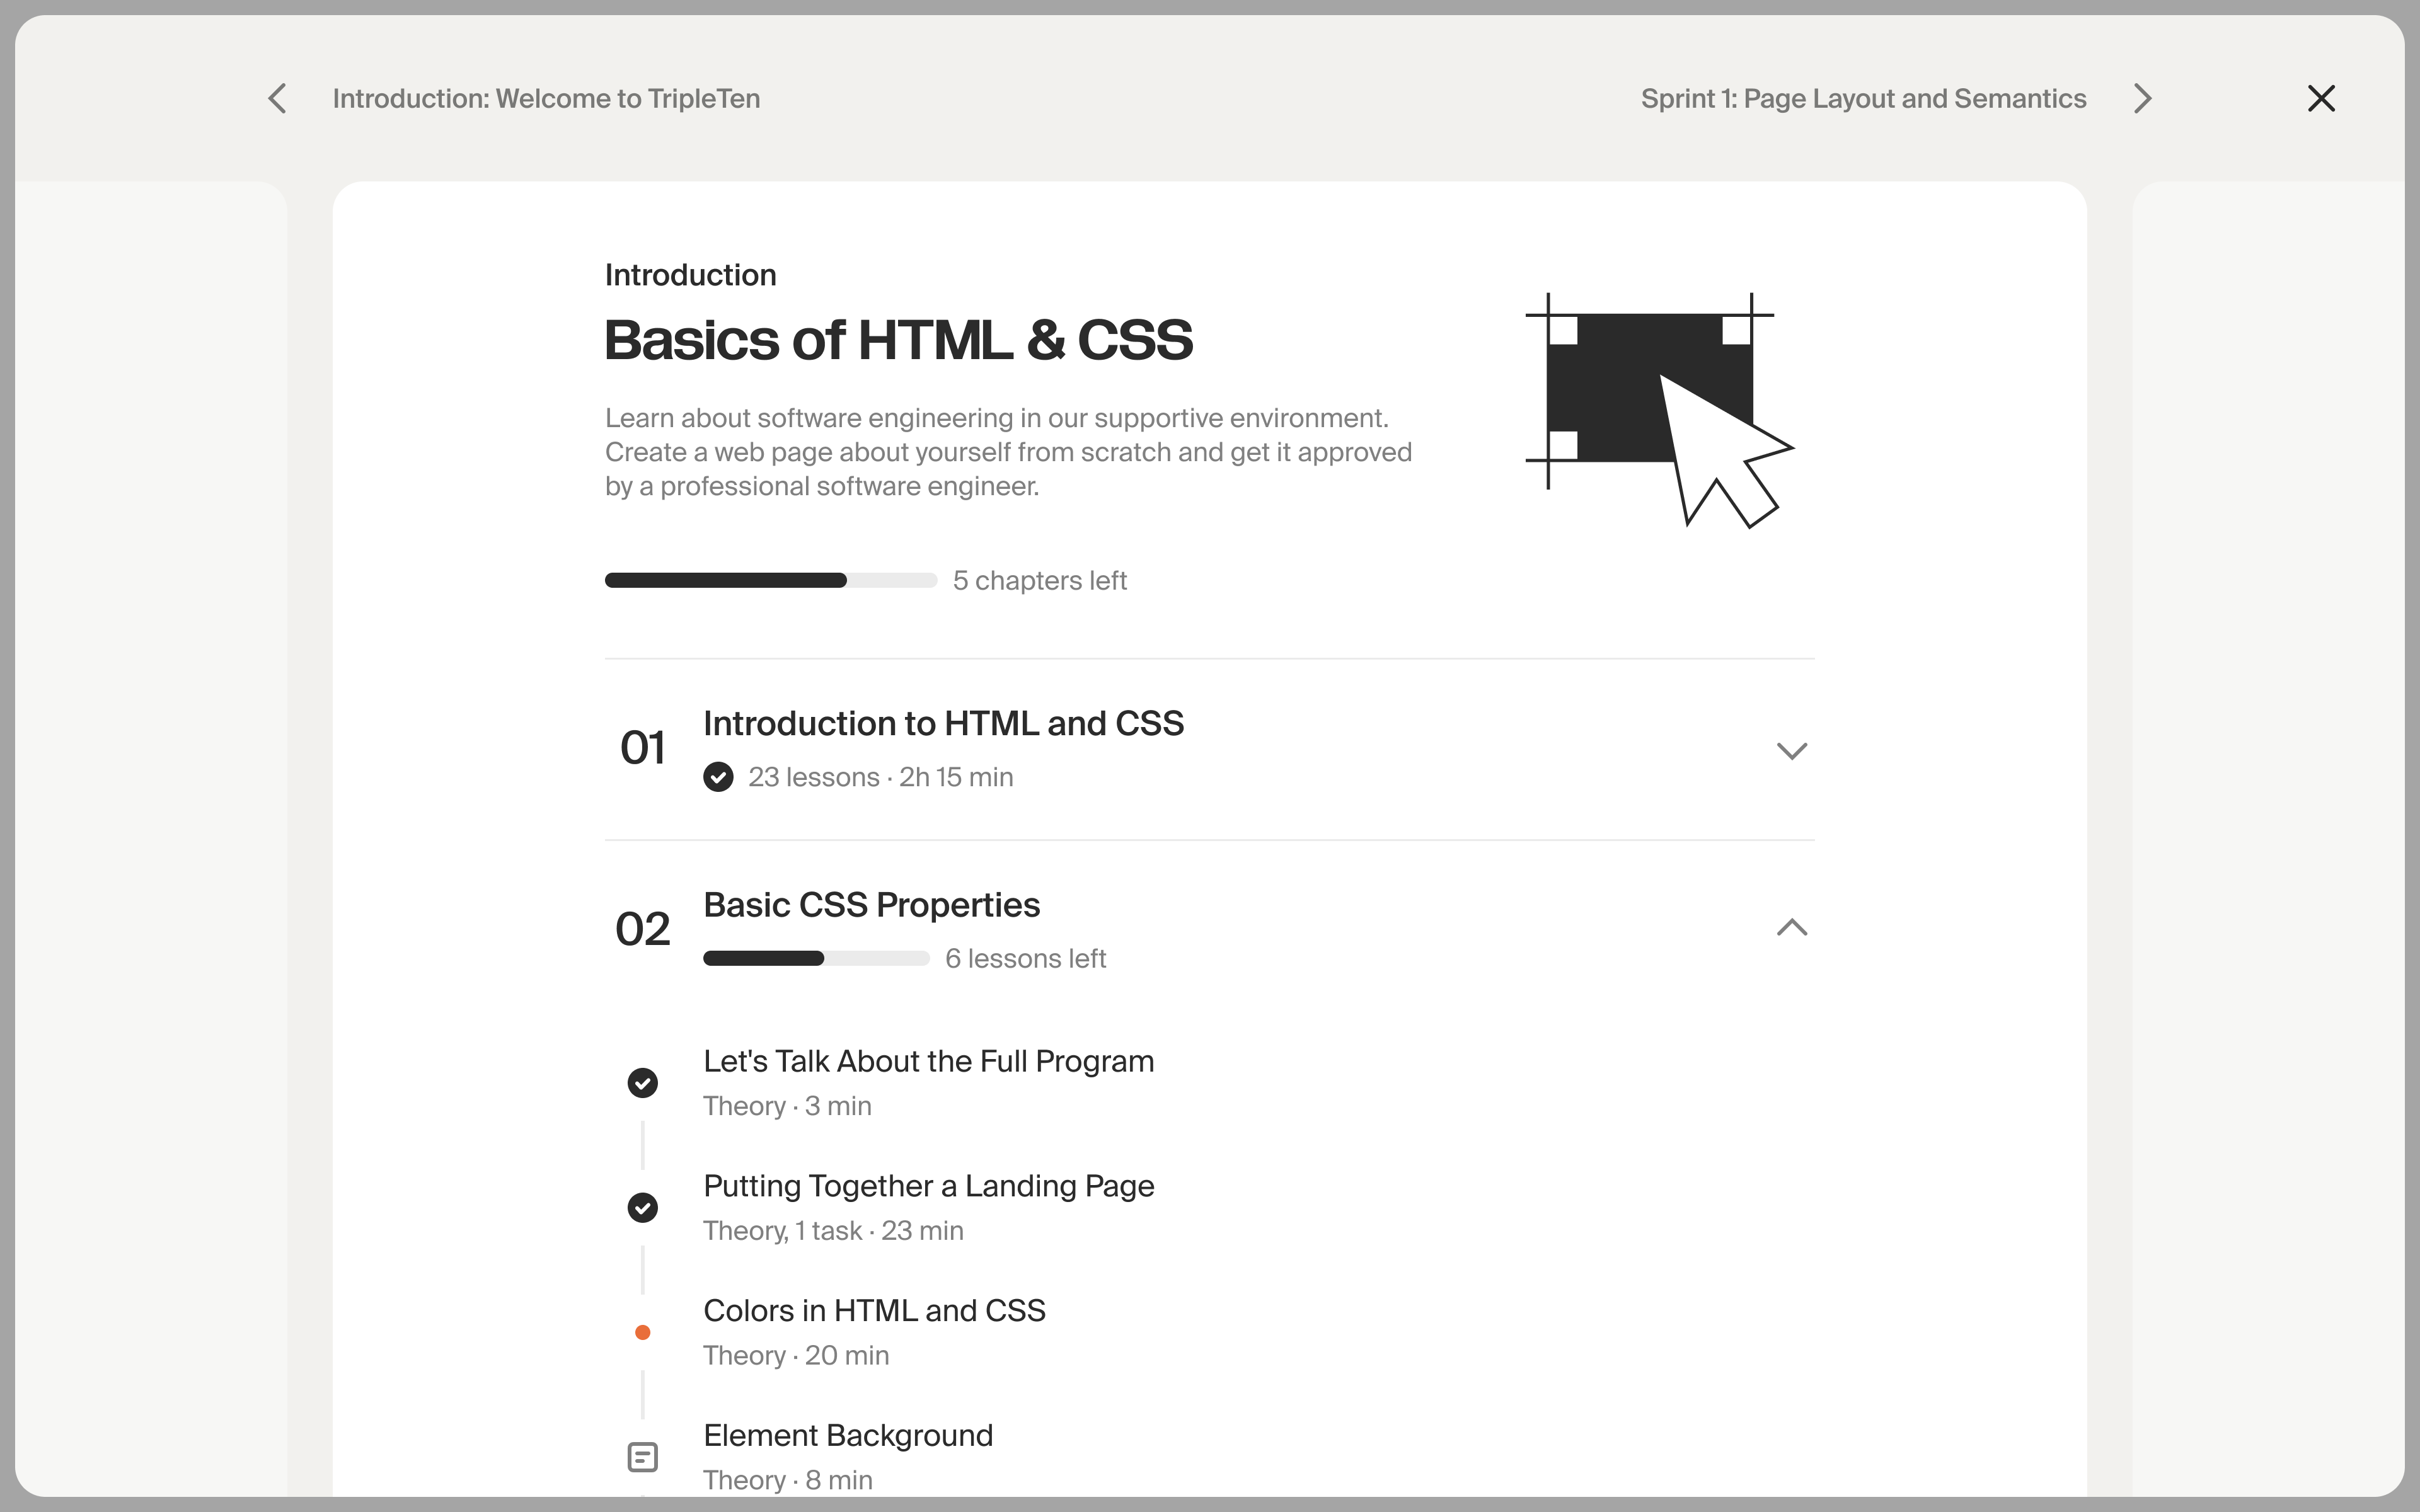 Introduction: Welcome to TripleTen
Sprint 1: Page Layout and Semantics
Introduction
Basics of HTML & CSS
Learn about software engineering in our supportive environment.
Create a web page about yourself from scratch and get it approved
by a professional software engineer.
5 chapters left
01
Introduction to HTML and CSS
23 lessons · 2h 15 min
02
Basic CSS Properties
6 lessons left
Let's Talk About the Full Program
Theory · 3 min
Putting Together a Landing Page
Theory, 1 task · 23 min
Colors in HTML and CSS
Theory · 20 min
Element Background
Theory · 8 min